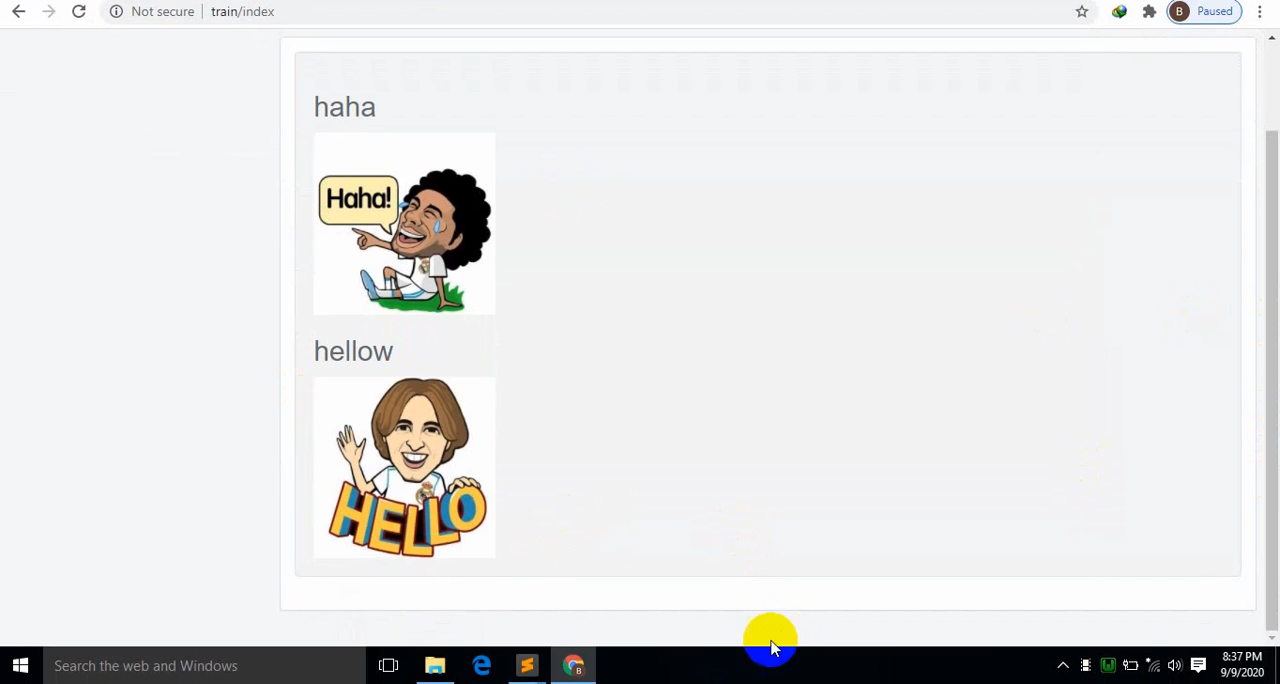 Not secure train/index
B Paused
haha
Haha!
hellow
HELLO
Search the web and Windows
B
8:37 PM
9/9/2020